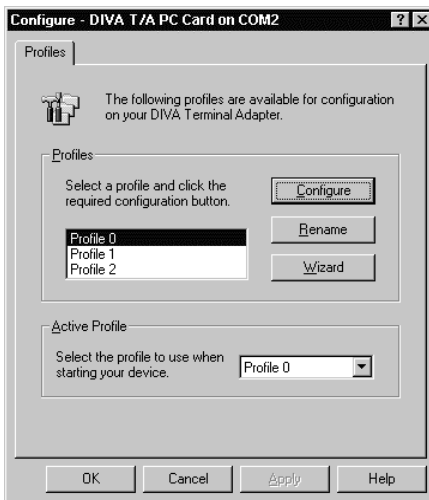 Configure - DIVA T/A PC Card on COM2
Profiles
The following profiles are available for configuration
on your DIVA Terminal Adapter.
Profiles
Select a profile and click the
required configuration button.
Profile 0
Profile 1
Profile 2
Configure
Rename
Wizard
Active Profile
Select the profile to use when
starting your device.
Profile 0
OK
Cancel
Apply
Help